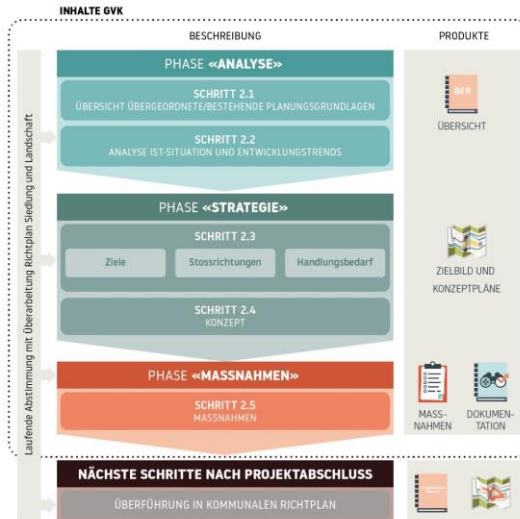 INHALTE GVK
BESCHREIBUNG
PRODUKTE
Laufende Abstimmung mit Überarbeitung Richtplan Siedlung und Landschaft
PHASE «ANALYSE»
SCHRITT 2.1
ÜBERSICHT ÜBERGEORDNETE/BESTEHENDE PLANUNGSGRUNDLAGEN
SCHRITT 2.2
ANALYSE IST-SITUATION UND ENTWICKLUNGSTRENDS
BER
ÜBERSICHT
PHASE «STRATEGIE»
SCHRITT 2.3
Ziele
Stossrichtungen
Handlungsbedarf
SCHRITT 2.4
KONZEPT
ZIELBILD UND
KONZEPTPLÄNE
PHASE «MASSNAHMEN»
SCHRITT 2.5
MASSNAHMEN
MASS-
NAHMEN
DOKUMEN-
TATION
NÄCHSTE SCHRITTE NACH PROJEKTABSCHLUSS
ÜBERFÜHRUNG IN KOMMUNALEN RICHTPLAN